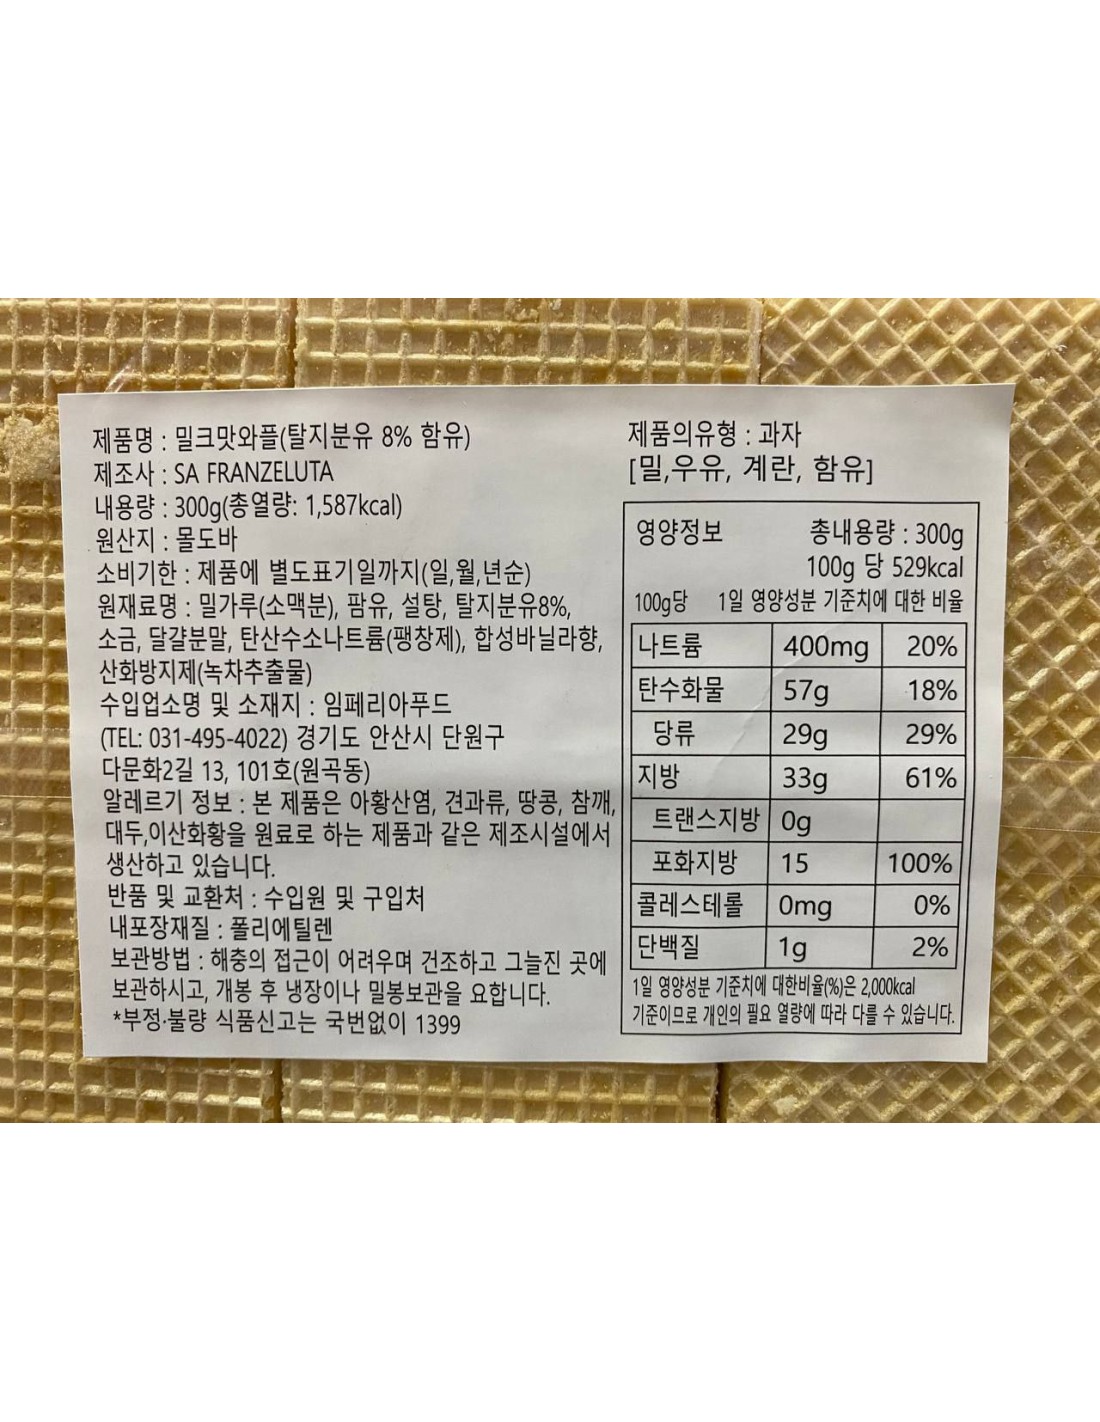 제품명 : 밀크맛와플(탈지분유 8% 함유)
제조사 : SA FRANZELUTA
내용량 : 300g(총열량: 1,587kcal)
원산지 : 몰도바
소비기한 : 제품에 별도표기일까지(일,월,년순)
원재료명 : 밀가루(소맥분), 팜유, 설탕, 탈지분유8%,
소금, 달걀분말, 탄산수소나트륨(팽창제), 합성바닐라향,
산화방지제(녹차추출물)
수입업소명 및 소재지 : 임페리아푸드
(TEL: 031-495-4022) 경기도 안산시 단원구
다문화2길 13, 101호(원곡동)
알레르기 정보 : 본 제품은 아황산염, 견과류, 땅콩, 참깨,
대두,이산화황을 원료로 하는 제품과 같은 제조시설에서
생산하고 있습니다.
반품 및 교환처 : 수입원 및 구입처
내포장재질 : 폴리에틸렌
보관방법 : 해충의 접근이 어려우며 건조하고 그늘진 곳에
보관하시고, 개봉 후 냉장이나 밀봉보관을 요합니다.
*부정·불량 식품신고는 국번없이 1399
제품의유형 : 과자
[밀,우유, 계란, 함유]
영양정보 총내용량 : 300g
100g 당 529kcal
100g당 1일 영양성분 기준치에 대한 비율
나트륨 400mg 20%
탄수화물 57g 18%
당류 29g 29%
지방 33g 61%
트랜스지방 0g
포화지방 15 100%
콜레스테롤 0mg 0%
단백질 1g 2%
1일 영양성분 기준치에 대한비율(%)은 2,000kcal
기준이므로 개인의 필요 열량에 따라 다를 수 있습니다.